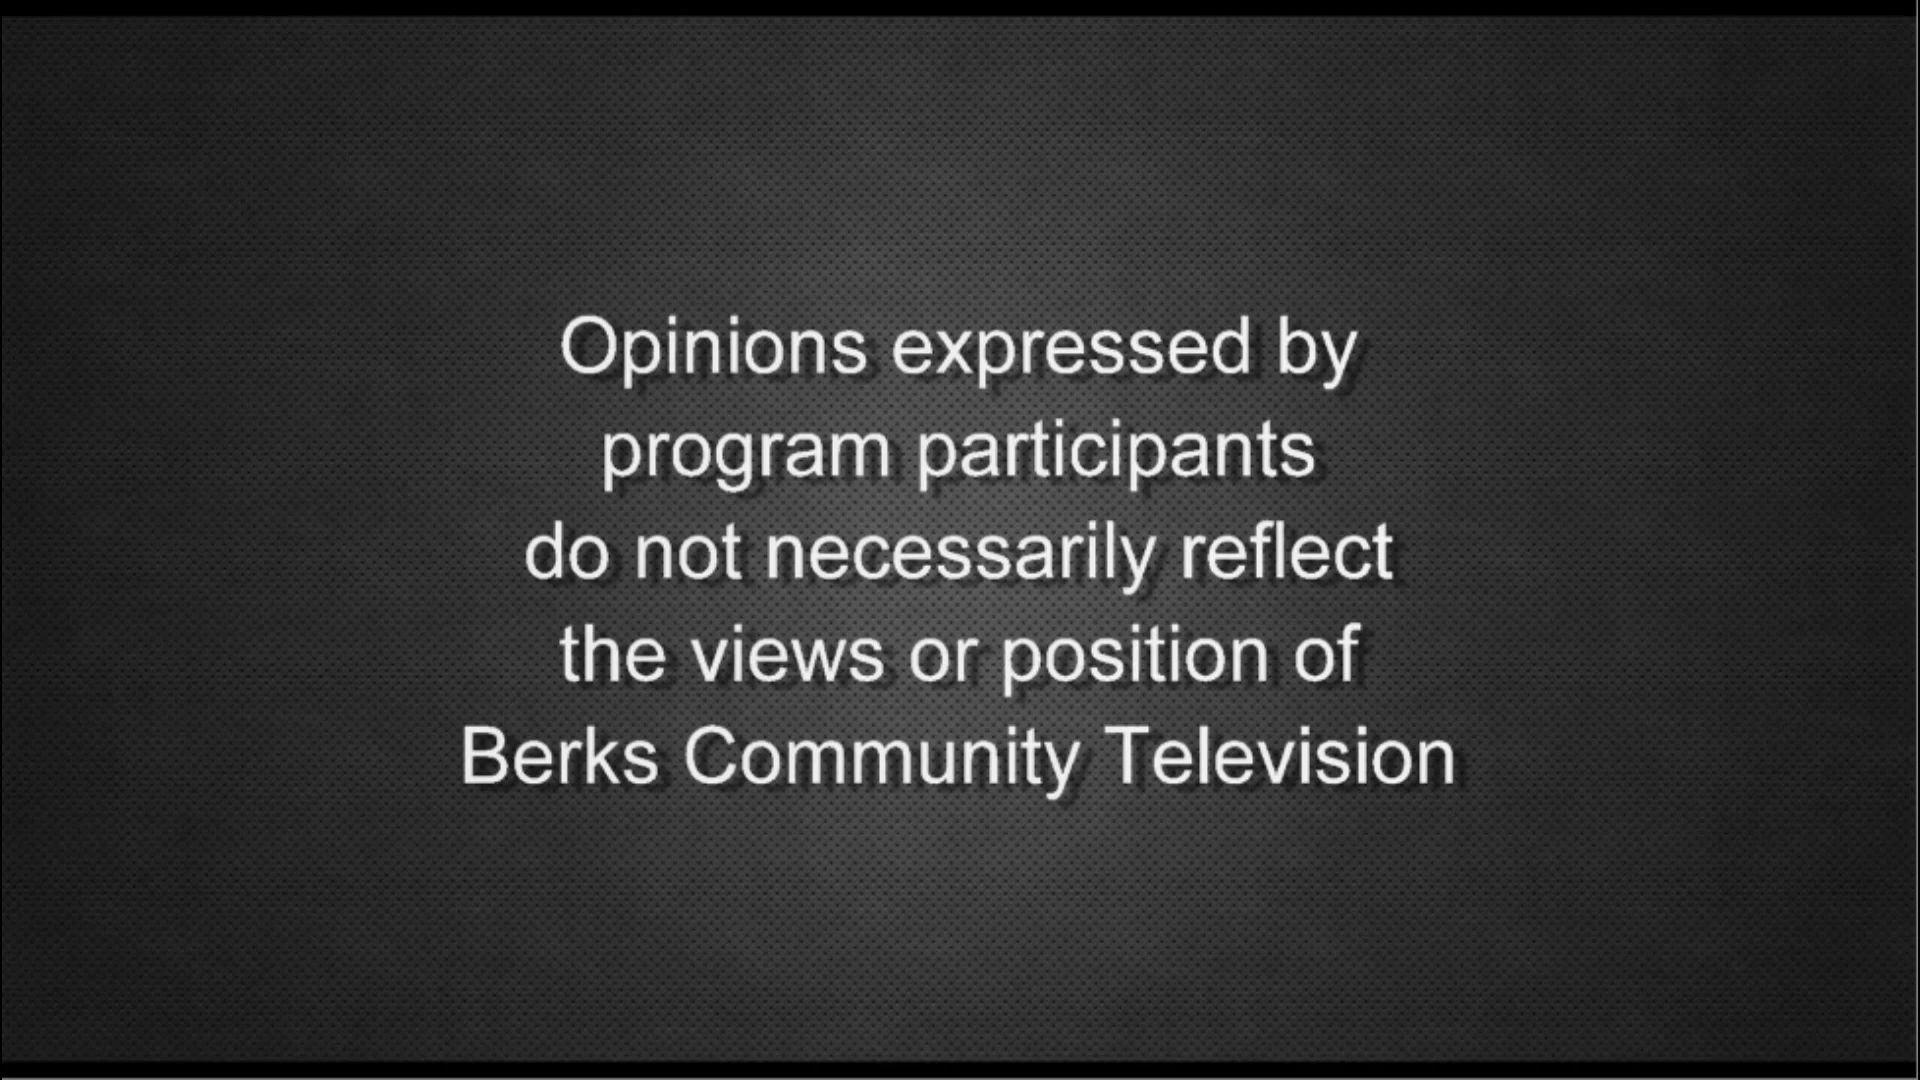 Opinions expressed by
program participants
do not necessarily reflect
the views or position of
Berks Community Television